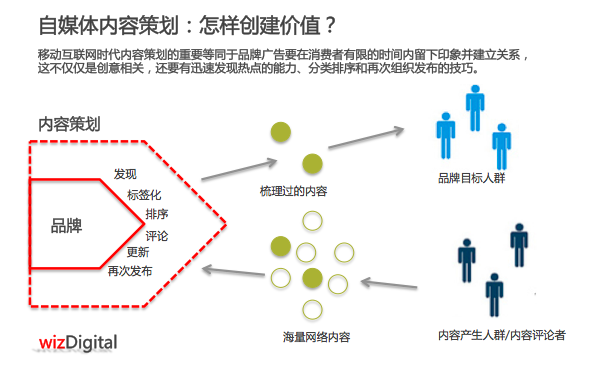 自媒体内容策划：怎样创建价值？
移动互联网时代内容策划的重要等同于品牌广告要在消费者有限的时间内留下印象并建立关系，
这不仅仅是创意相关，还要有迅速发现热点的能力、分类排序和再次组织发布的技巧。
内容策划
品牌
发现
标签化
排序
评论
更新
再次发布
梳理过的内容
品牌目标人群
海量网络内容
内容产生人群/内容评论者
wizDigital